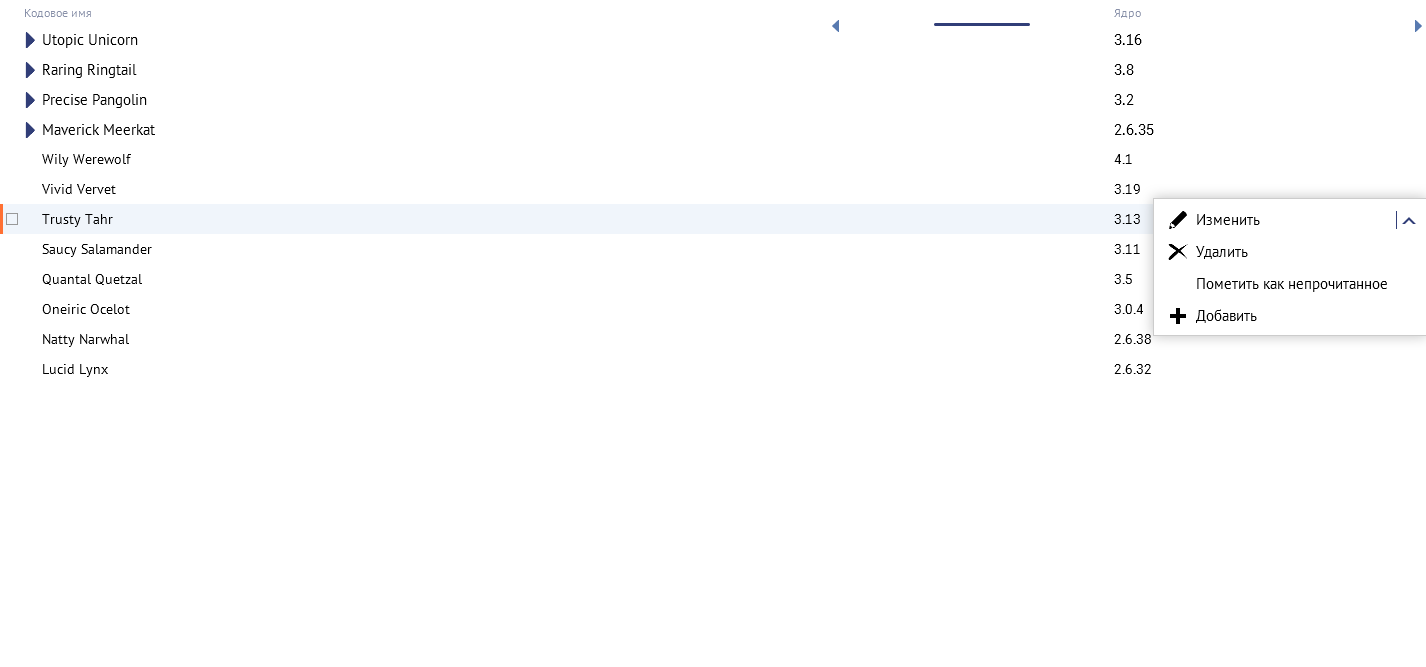 Кодовое имя Ядро
Utopic Unicorn 3.16
Raring Ringtail 3.8
Precise Pangolin 3.2
Maverick Meerkat 2.6.35
Wily Werewolf 4.1
Vivid Vervet 3.19
Trusty Tahr 3.13 Изменить
Saucy Salamander 3.11 Удалить
Quantal Quetzal 3.5 Пометить как непрочитанное
Oneiric Ocelot 3.0.4 Добавить
Natty Narwhal 2.6.38
Lucid Lynx 2.6.32